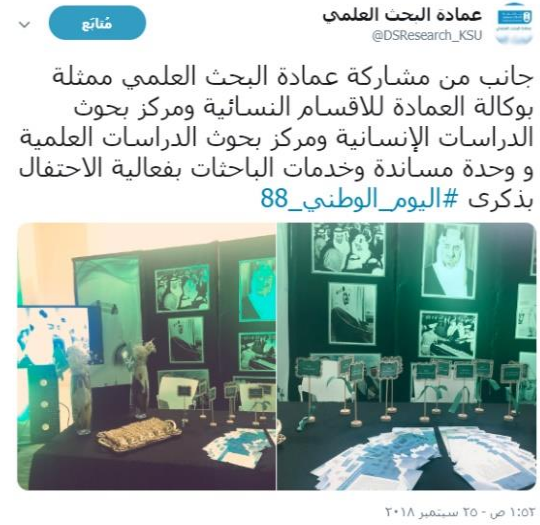 عمادة البحث العلمي
@DSResearch_KSU
مُتابَع
جانب من مشاركة عمادة البحث العلمي ممثلة
بوكالة العمادة للاقسام النسائية ومركز بحوث
الدراسات الإنسانية ومركز بحوث الدراسات العلمية
و وحدة مساندة وخدمات الباحثات بفعالية الاحتفال
بذكرى #اليوم_الوطني_88
١:٥٢ ص - ٢٥ سبتمبر ٢٠١٨